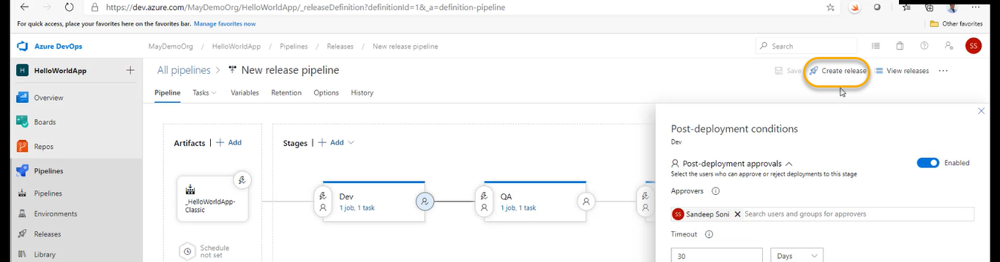 https://dev.azure.com/MayDemoOrg/HelloWorldApp/_releaseDefinition?definitionId=1&_a=definition-pipeline
For quick access, place your favorites here on the favorites bar. Manage favorites now
Other favorites
Azure DevOps
MayDemoOrg / HelloWorldApp / Pipelines / Releases / New release pipeline
Search
SS
H HelloWorldApp
All pipelines > New release pipeline
Save
Create release
View releases
Overview
Boards
Repos
Pipelines
Pipelines
Environments
Releases
Library
Pipeline Tasks Variables Retention Options History
Artifacts | + Add
Stages | + Add
_HelloWorldApp-
Classic
Schedule
not set
Dev
1 job, 1 task
QA
1 job, 1 task
Post-deployment conditions
Dev
Post-deployment approvals
Enabled
Select the users who can approve or reject deployments to this stage
Approvers
SS Sandeep Soni Search users and groups for approvers
Timeout
30 Days